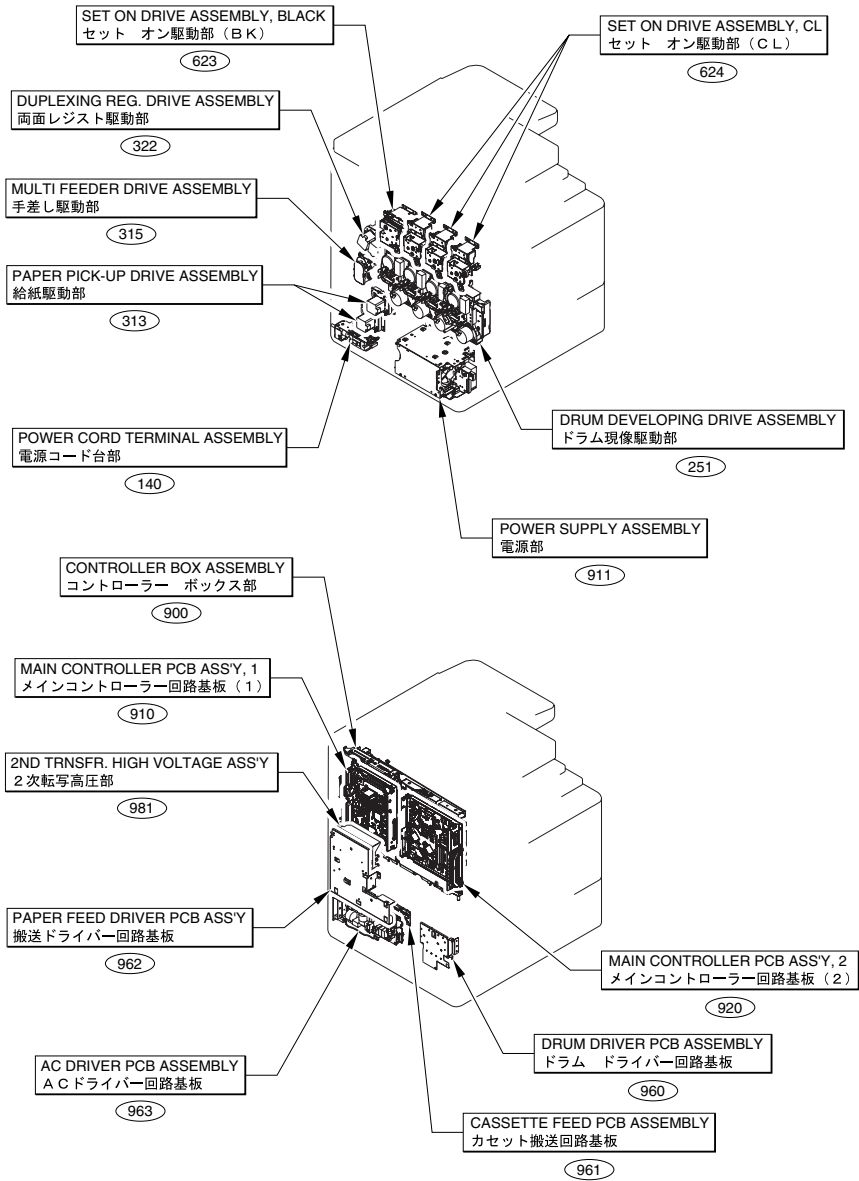 SET ON DRIVE ASSEMBLY, BLACK
セット　オン駆動部（ＢＫ）
623
SET ON DRIVE ASSEMBLY, CL
セット　オン駆動部（ＣＬ）
624
DUPLEXING REG. DRIVE ASSEMBLY
両面レジスト駆動部
322
MULTI FEEDER DRIVE ASSEMBLY
手差し駆動部
315
PAPER PICK-UP DRIVE ASSEMBLY
給紙駆動部
313
POWER CORD TERMINAL ASSEMBLY
電源コード台部
140
DRUM DEVELOPING DRIVE ASSEMBLY
ドラム現像駆動部
251
POWER SUPPLY ASSEMBLY
電源部
911
CONTROLLER BOX ASSEMBLY
コントローラー　ボックス部
900
MAIN CONTROLLER PCB ASS'Y, 1
メインコントローラー回路基板（１）
910
2ND TRNSFR. HIGH VOLTAGE ASS'Y
２次転写高圧部
981
PAPER FEED DRIVER PCB ASS'Y
搬送ドライバー回路基板
962
MAIN CONTROLLER PCB ASS'Y, 2
メインコントローラー回路基板（２）
920
DRUM DRIVER PCB ASSEMBLY
ドラム　ドライバー回路基板
960
AC DRIVER PCB ASSEMBLY
ＡＣドライバー回路基板
963
CASSETTE FEED PCB ASSEMBLY
カセット搬送回路基板
961